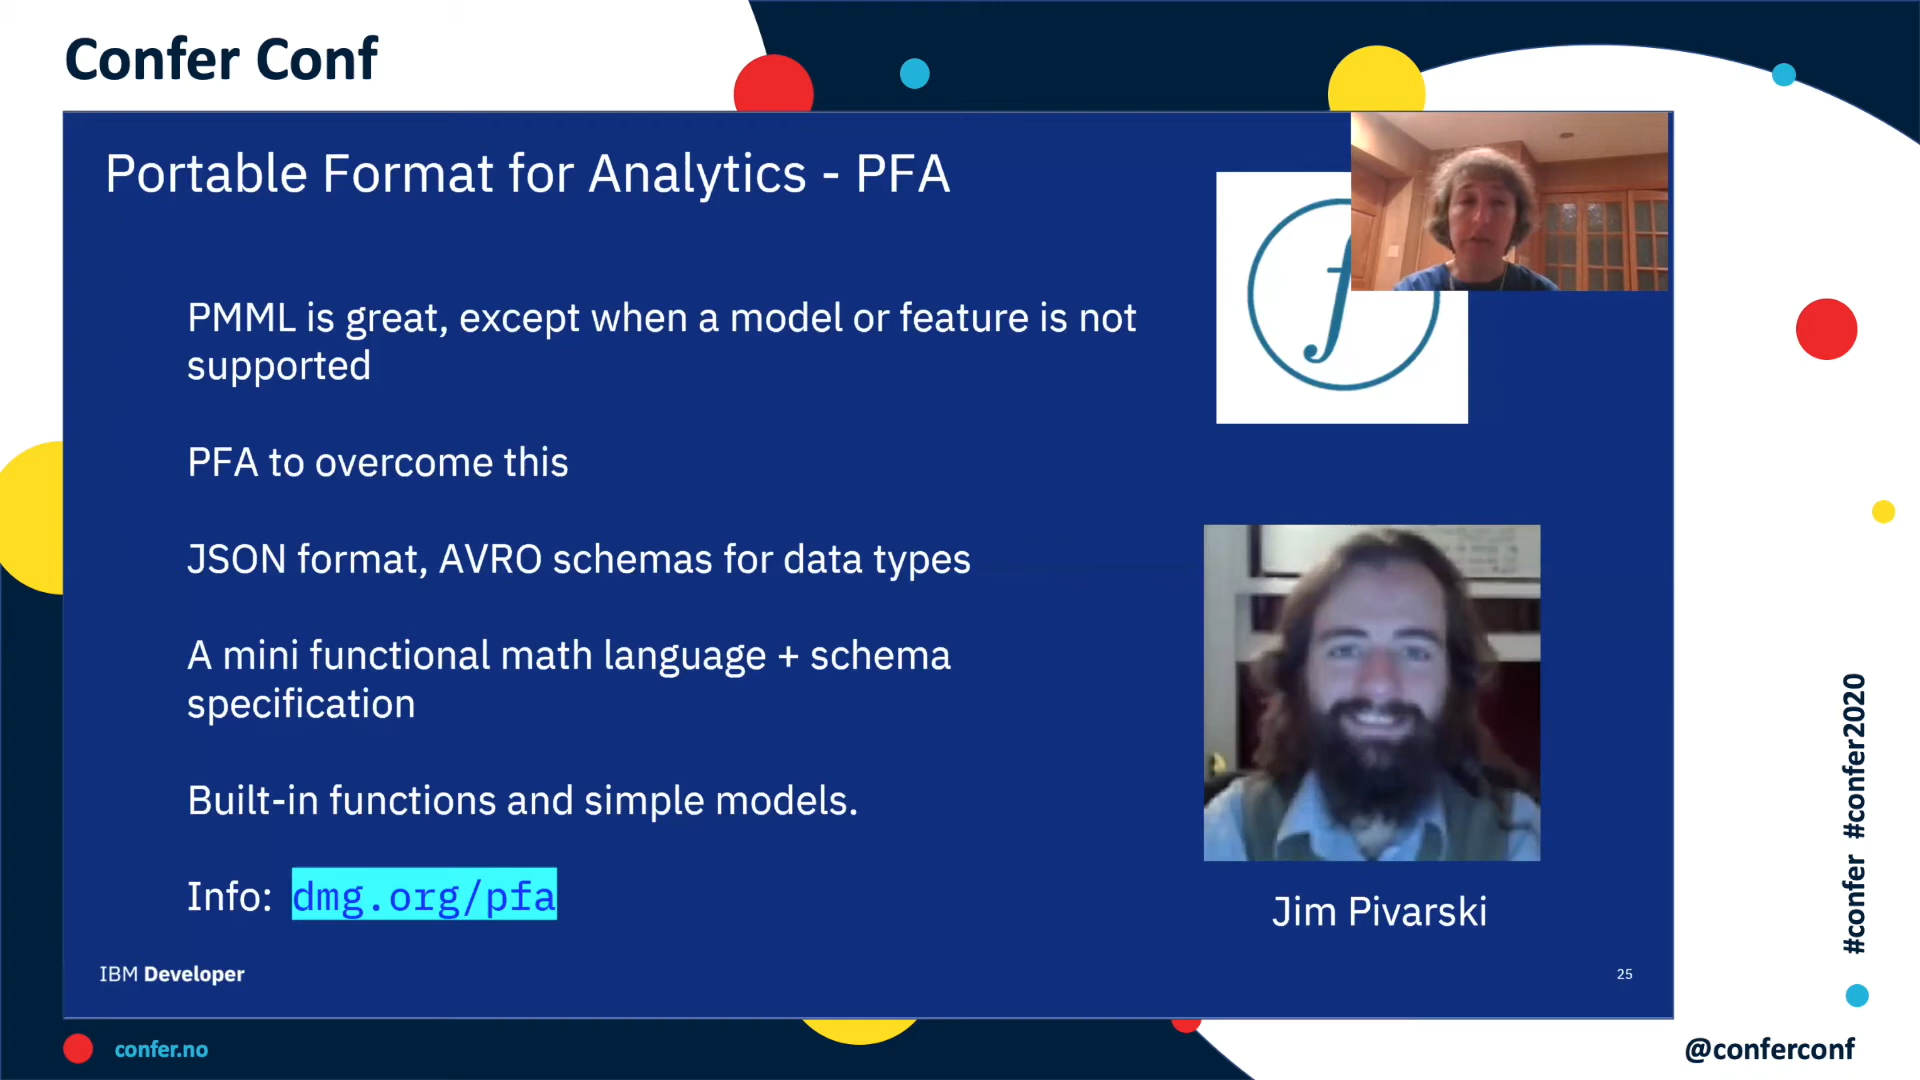 Confer Conf
Portable Format for Analytics - PFA
PMML is great, except when a model or feature is not
supported
PFA to overcome this
JSON format, AVRO schemas for data types
A mini functional math language + schema
specification
Built-in functions and simple models.
Info: dmg.org/pfa
f
Jim Pivarski
IBM Developer
25
#confer #confer2020
confer.no
@conferconf